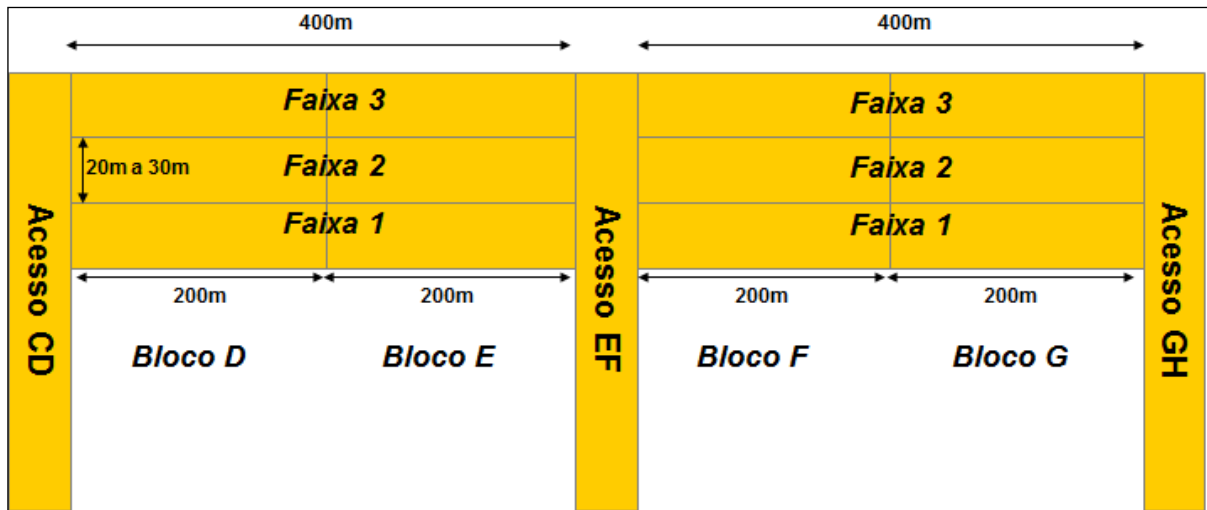 400m
400m
Faixa 3
Faixa 3
20m a 30m
Faixa 2
Faixa 2
Faixa 1
Faixa 1
Acesso CD
Acesso EF
Acesso GH
200m
200m
200m
200m
Bloco D
Bloco E
Bloco F
Bloco G